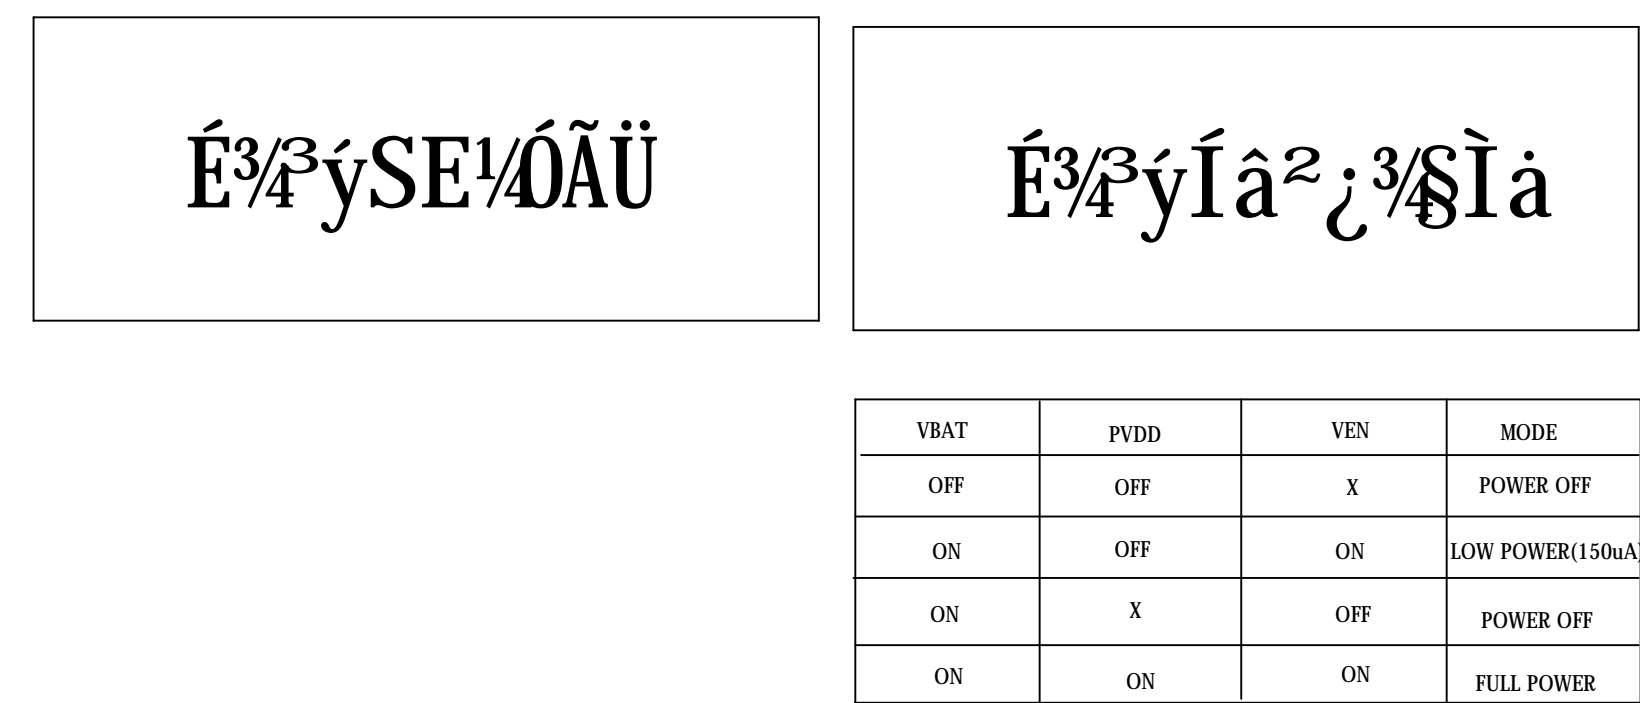 É¾³ýSE¼ÓÃÜ
É¾³ýÍâ²¿¾§Ìå
VBAT PVDD VEN MODE
OFF OFF X POWER OFF
ON OFF ON LOW POWER(150uA)
ON X OFF POWER OFF
ON ON ON FULL POWER